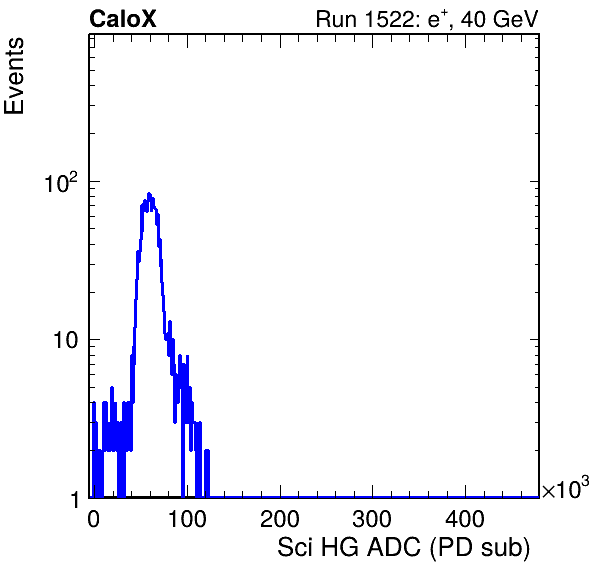 CaloX Run 1522: e⁺, 40 GeV
Events
10²
10
1
0 100 200 300 400 ×10³
Sci HG ADC (PD sub)